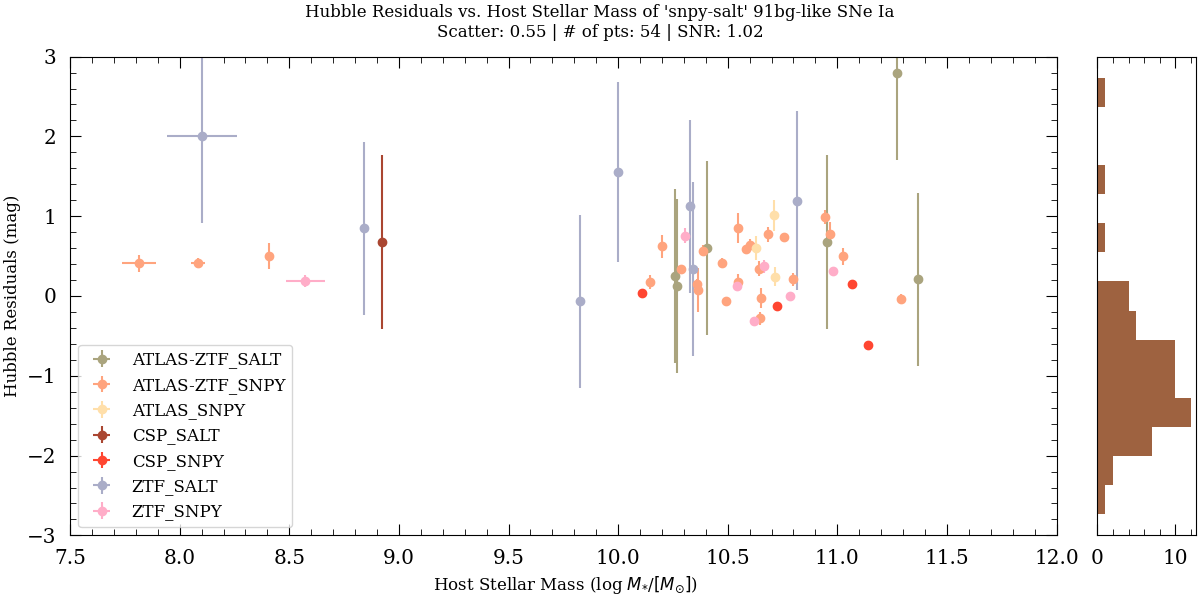 Hubble Residuals vs. Host Stellar Mass of 'snpy-salt' 91bg-like SNe Ia
Scatter: 0.55 | # of pts: 54 | SNR: 1.02
Hubble Residuals (mag)
3
2
1
0
−1
−2
−3
ATLAS-ZTF_SALT
ATLAS-ZTF_SNPY
ATLAS_SNPY
CSP_SALT
CSP_SNPY
ZTF_SALT
ZTF_SNPY
7.5 8.0 8.5 9.0 9.5 10.0 10.5 11.0 11.5 12.0
Host Stellar Mass (log M*/[M⊙])
0 10